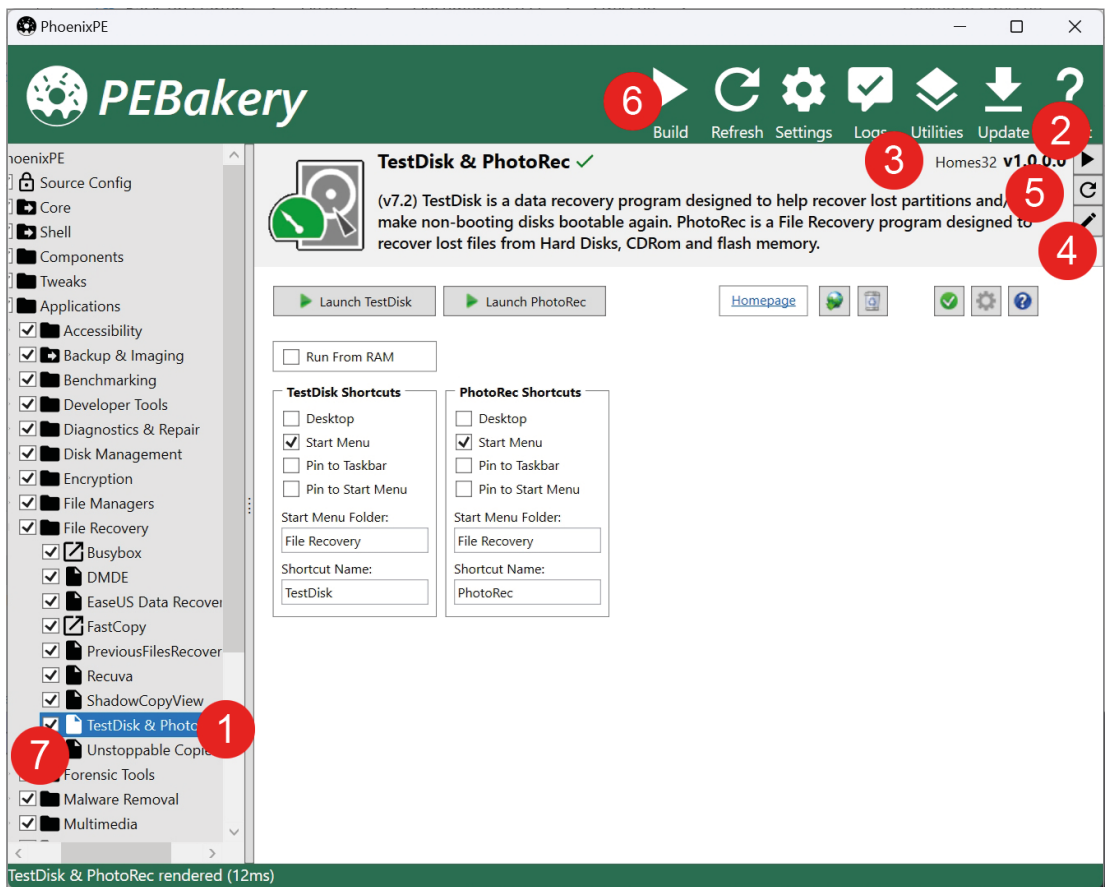 PhoenixPE
PEBakery
6
Build
Refresh
Settings
Logs
Utilities
Update
2
3
Homes32 v1.0.0.0
5
4
TestDisk & PhotoRec
(v7.2) TestDisk is a data recovery program designed to help recover lost partitions and/
make non-booting disks bootable again. PhotoRec is a File Recovery program designed to
recover lost files from Hard Disks, CDRom and flash memory.
hoenixPE
Source Config
Core
Shell
Components
Tweaks
Applications
Accessibility
Backup & Imaging
Benchmarking
Developer Tools
Diagnostics & Repair
Disk Management
Encryption
File Managers
File Recovery
Busybox
DMDE
EaseUS Data Recover
FastCopy
PreviousFilesRecover
Recuva
ShadowCopyView
TestDisk & Photo
1
7
Unstoppable Copie
Forensic Tools
Malware Removal
Multimedia
Launch TestDisk
Launch PhotoRec
Homepage
Run From RAM
TestDisk Shortcuts
Desktop
Start Menu
Pin to Taskbar
Pin to Start Menu
Start Menu Folder:
File Recovery
Shortcut Name:
TestDisk
PhotoRec Shortcuts
Desktop
Start Menu
Pin to Taskbar
Pin to Start Menu
Start Menu Folder:
File Recovery
Shortcut Name:
PhotoRec
TestDisk & PhotoRec rendered (12ms)